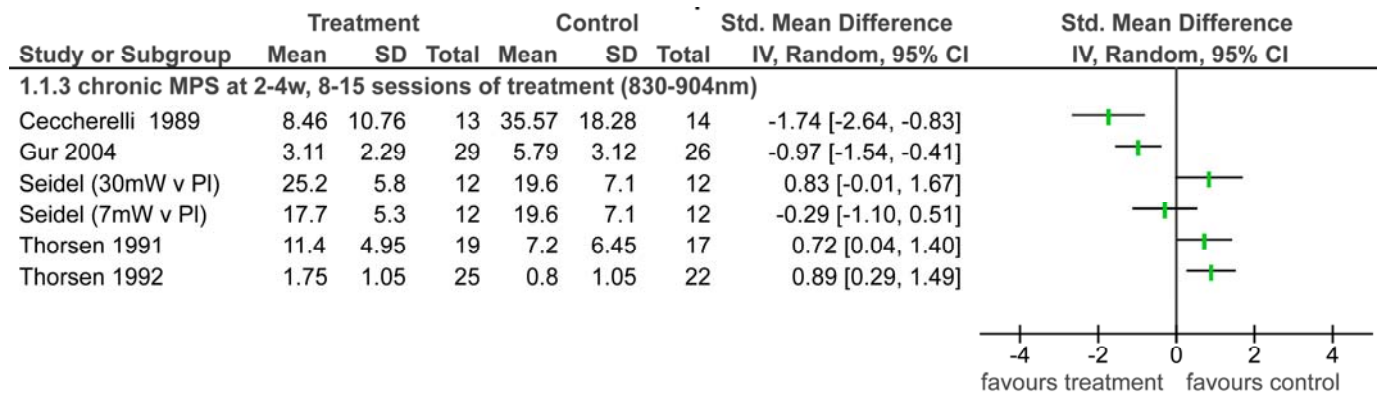 Treatment Control Std. Mean Difference Std. Mean Difference
Study or Subgroup Mean SD Total Mean SD Total IV, Random, 95% CI IV, Random, 95% CI
1.1.3 chronic MPS at 2-4w, 8-15 sessions of treatment (830-904nm)
Ceccherelli 1989 8.46 10.76 13 35.57 18.28 14 -1.74 [-2.64, -0.83]
Gur 2004 3.11 2.29 29 5.79 3.12 26 -0.97 [-1.54, -0.41]
Seidel (30mW v Pl) 25.2 5.8 12 19.6 7.1 12 0.83 [-0.01, 1.67]
Seidel (7mW v Pl) 17.7 5.3 12 19.6 7.1 12 -0.29 [-1.10, 0.51]
Thorsen 1991 11.4 4.95 19 7.2 6.45 17 0.72 [0.04, 1.40]
Thorsen 1992 1.75 1.05 25 0.8 1.05 22 0.89 [0.29, 1.49]
-4 -2 0 2 4
favours treatment favours control